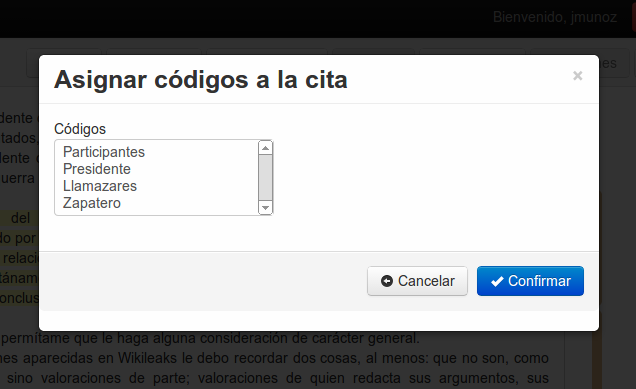 Bienvenido, jmunoz
es
Asignar códigos a la cita
×
dente
tados,
Códigos
Participantes
Presidente
Llamazares
Zapatero
dente
uerra
del
do por
relacio
tánam
onclus
Cancelar
Confirmar
permítame que le haga alguna consideración de carácter general.
nes aparecidas en Wikileaks le debo recordar dos cosas, al menos: que no son, como
sino valoraciones de parte; valoraciones de quien redacta sus argumentos, sus